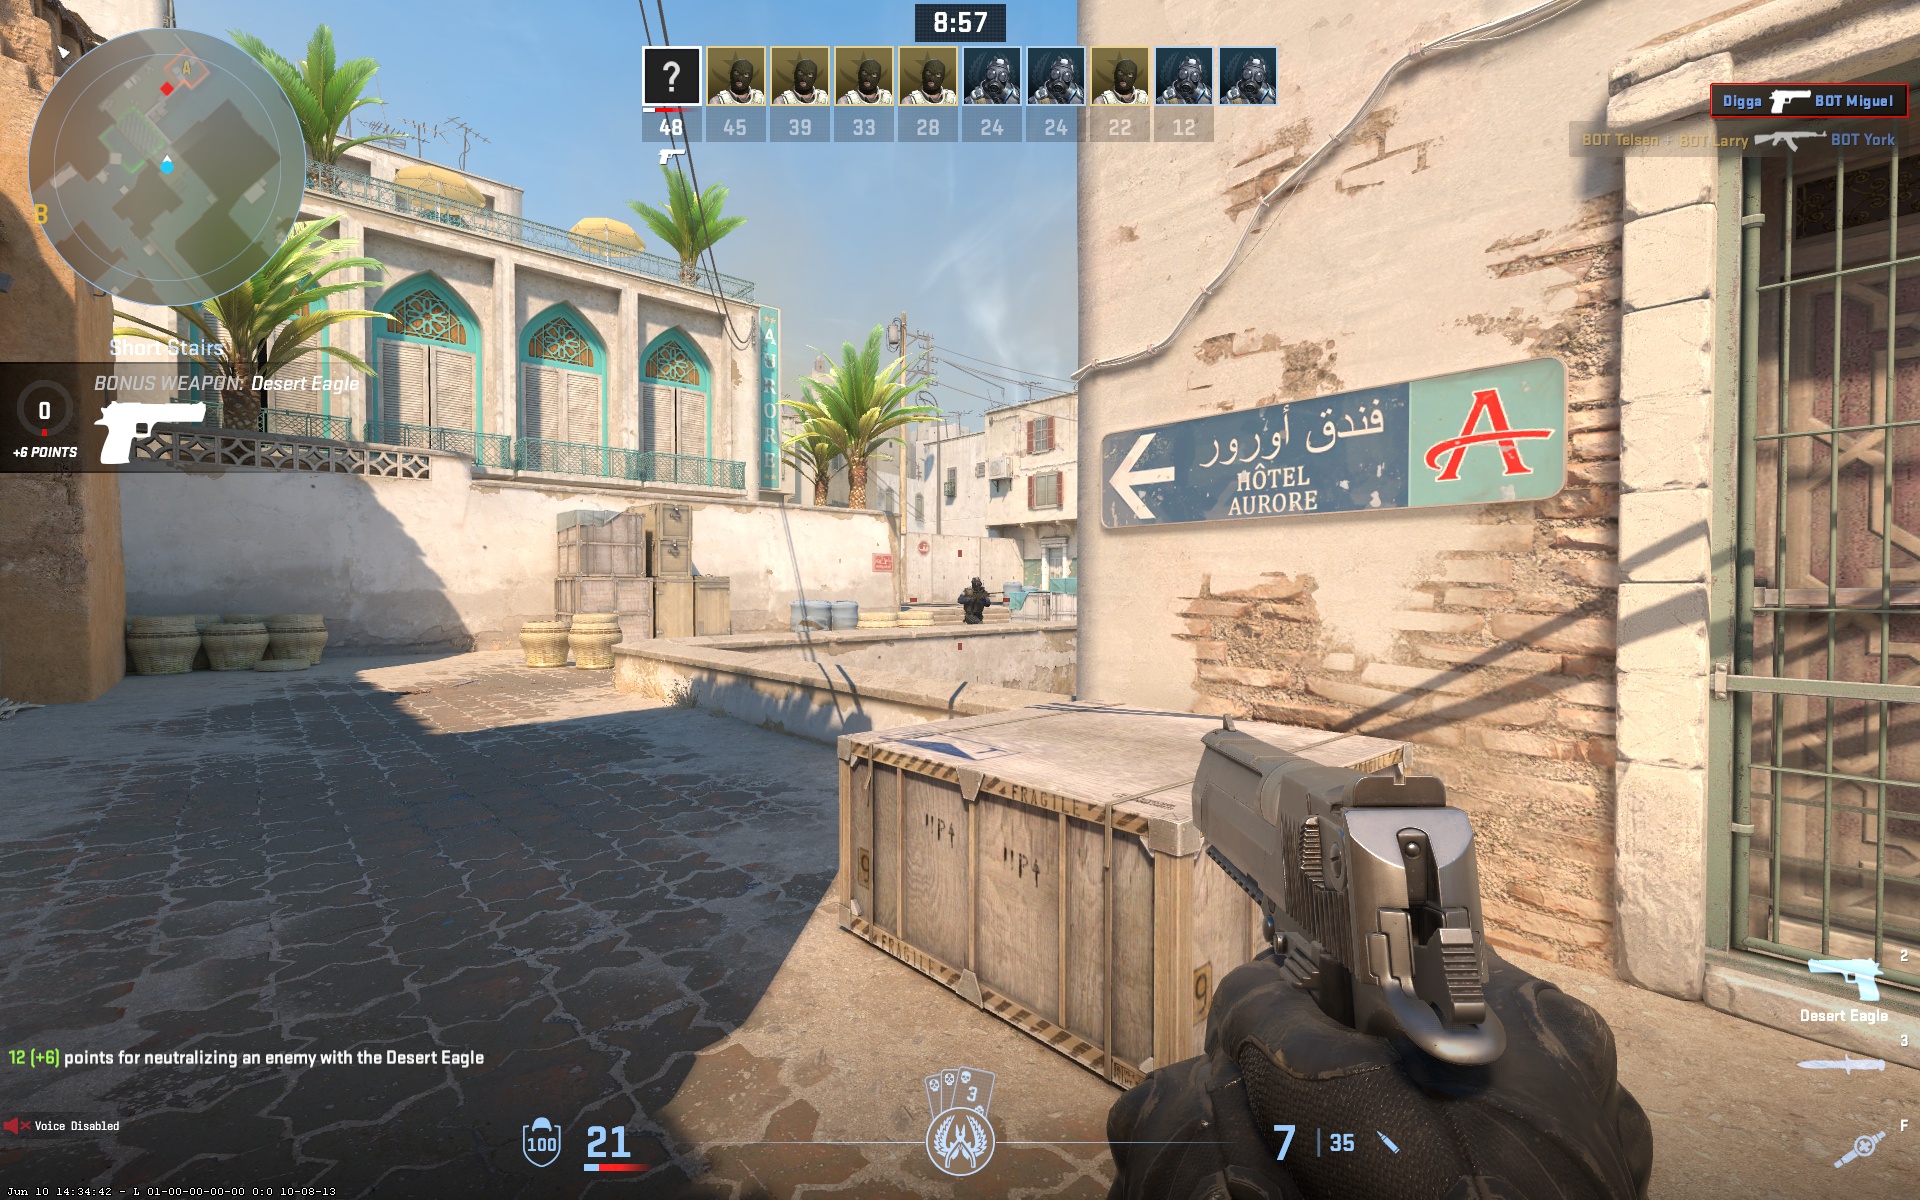 8:57
?
48 45 39 33 28 24 24 22 12
A
B
Digga BOT Miguel
BOT Telsen + BOT Larry BOT York
Short Stairs
BONUS WEAPON: Desert Eagle
0
+6 POINTS
AURORE
فندق أورور
HÔTEL
AURORE
A
FRAGILE
FRAGILE
FRAGILE
9
9
2
Desert Eagle
3
F
12 (+6) points for neutralizing an enemy with the Desert Eagle
Voice Disabled
100
21
3
7 | 35
Jun 10 14:34:42 - L 01-00-00-00-00 0:0 10-08-13